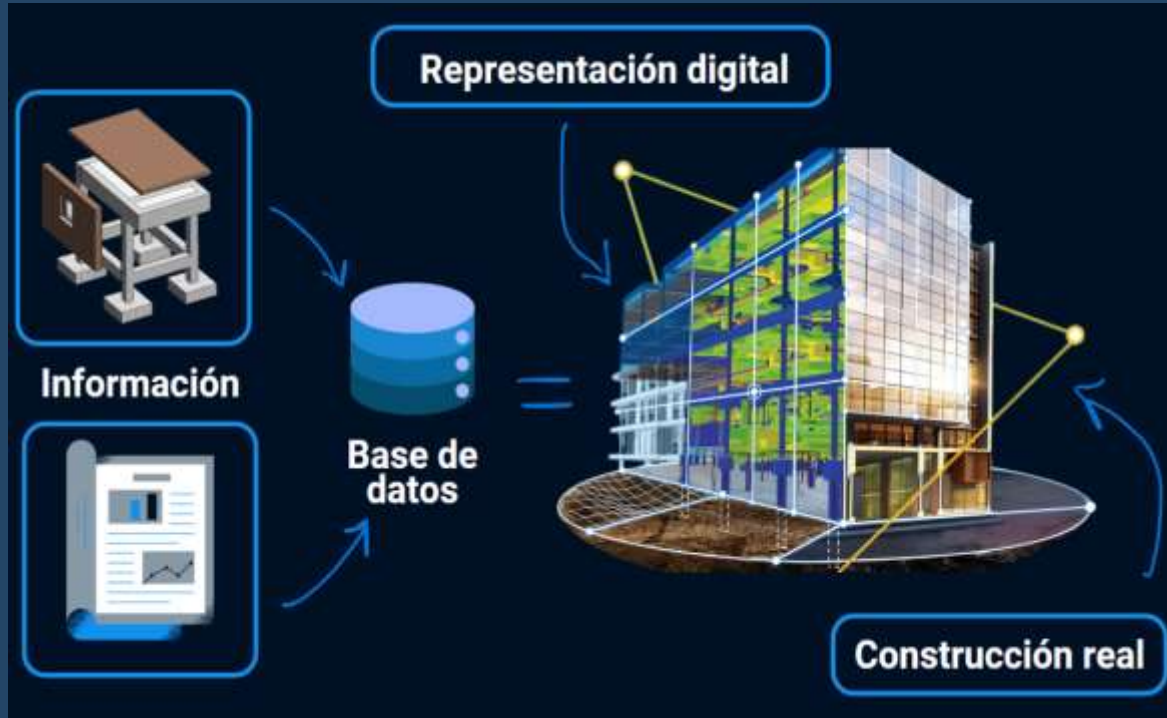 Representación digital
Información
Base de
datos
Construcción real